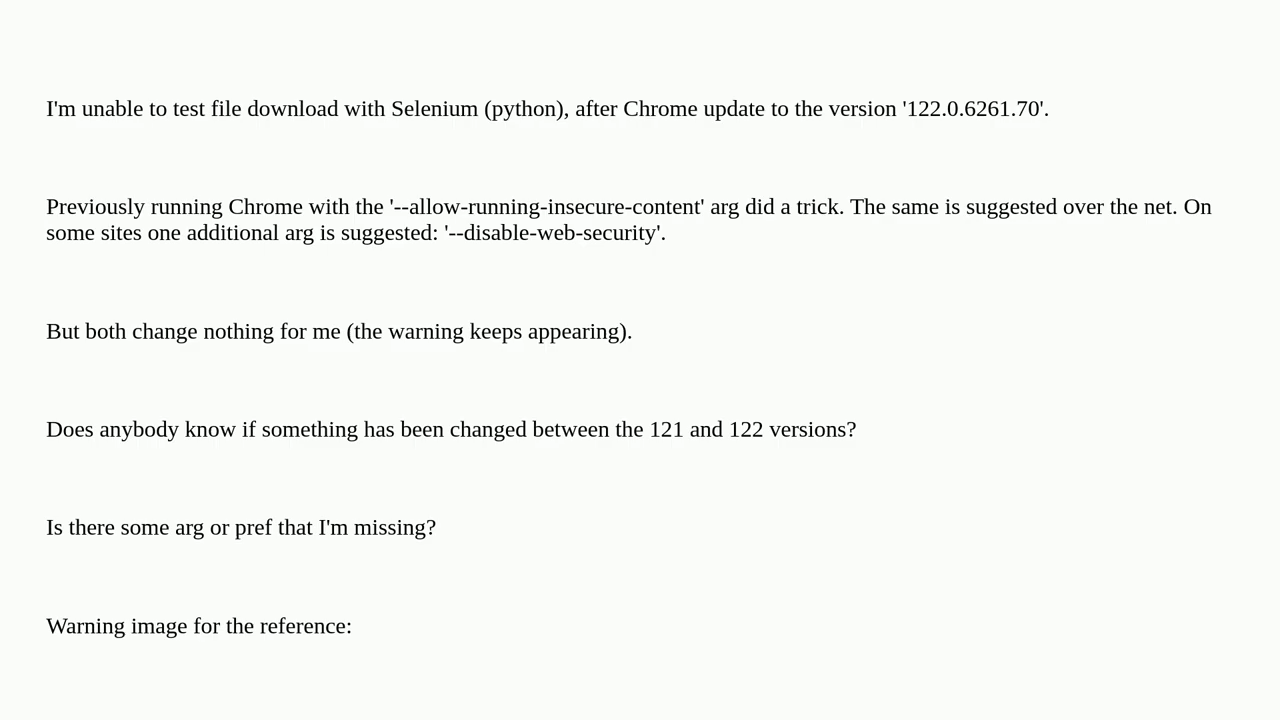 I'm unable to test file download with Selenium (python), after Chrome update to the version '122.0.6261.70'.
Previously running Chrome with the '--allow-running-insecure-content' arg did a trick. The same is suggested over the net. On
some sites one additional arg is suggested: '--disable-web-security'.
But both change nothing for me (the warning keeps appearing).
Does anybody know if something has been changed between the 121 and 122 versions?
Is there some arg or pref that I'm missing?
Warning image for the reference: